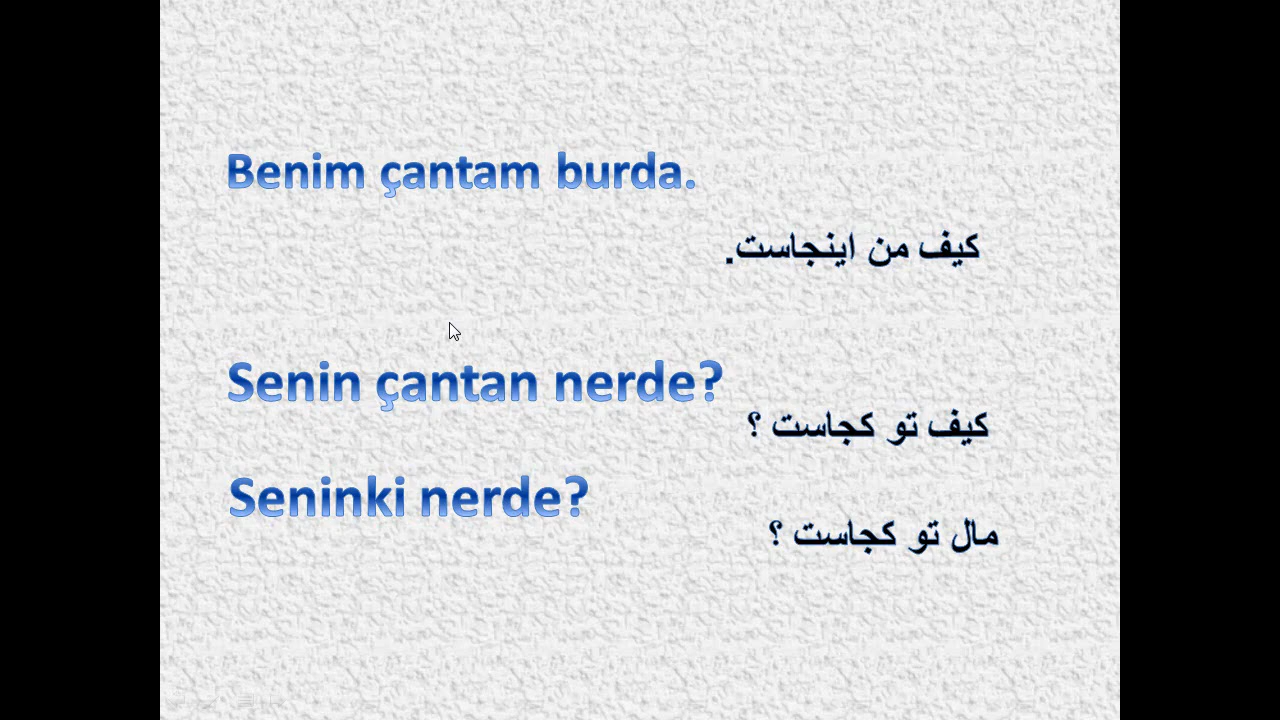 Benim çantam burda.
کیف من اینجاست.
Senin çantan nerde?
کیف تو کجاست ؟
Seninki nerde?
مال تو کجاست ؟